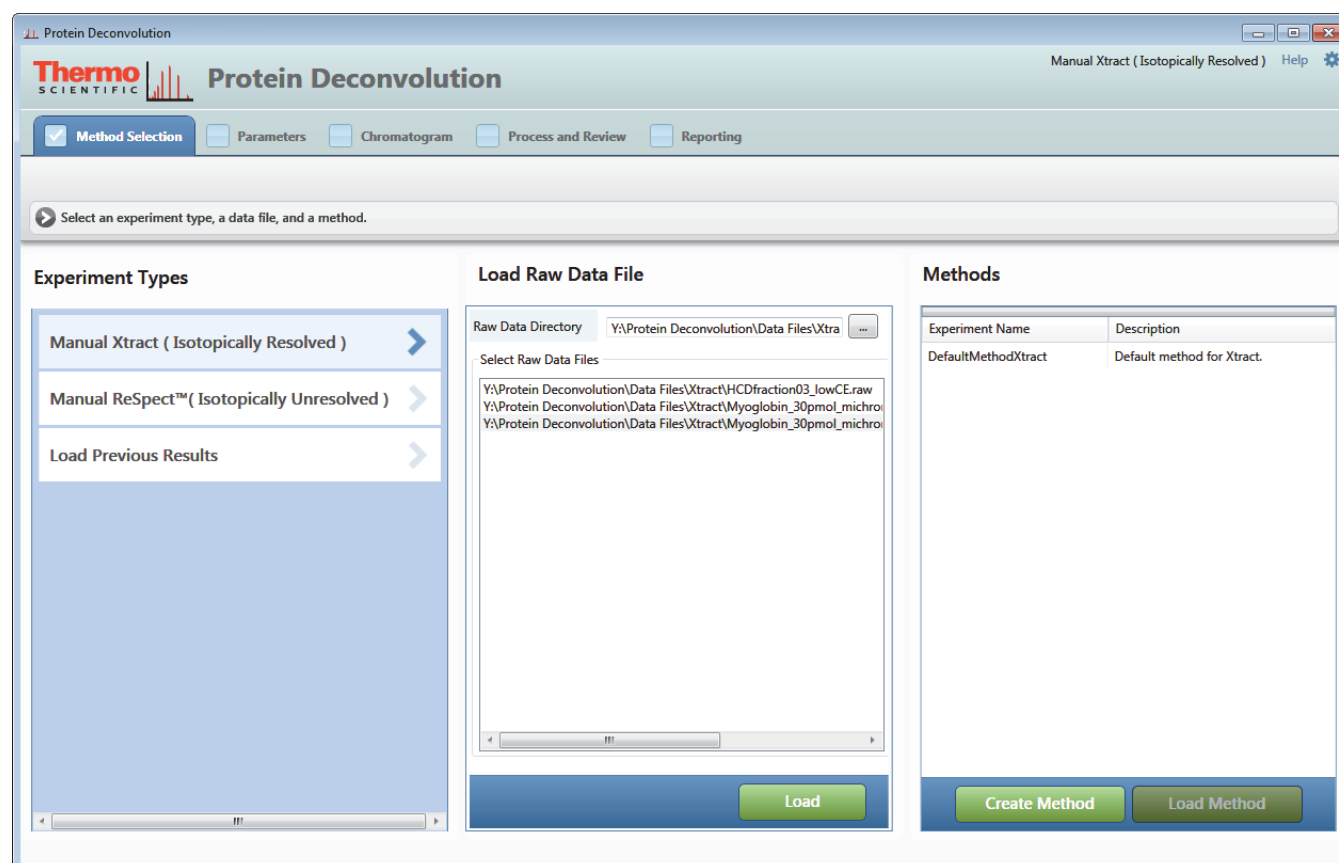 Protein Deconvolution
Thermo
SCIENTIFIC
Protein Deconvolution
Manual Xtract ( Isotopically Resolved )
Help
Method Selection
Parameters
Chromatogram
Process and Review
Reporting
Select an experiment type, a data file, and a method.
Experiment Types
Manual Xtract ( Isotopically Resolved )
Manual ReSpect™( Isotopically Unresolved )
Load Previous Results
Load Raw Data File
Raw Data Directory
Y:\Protein Deconvolution\Data Files\Xtra
...
Select Raw Data Files
Y:\Protein Deconvolution\Data Files\Xtract\HCDfraction03_lowCE.raw
Y:\Protein Deconvolution\Data Files\Xtract\Myoglobin_30pmol_michro
Y:\Protein Deconvolution\Data Files\Xtract\Myoglobin_30pmol_michro
Load
Methods
Experiment Name Description
DefaultMethodXtract Default method for Xtract.
Create Method
Load Method